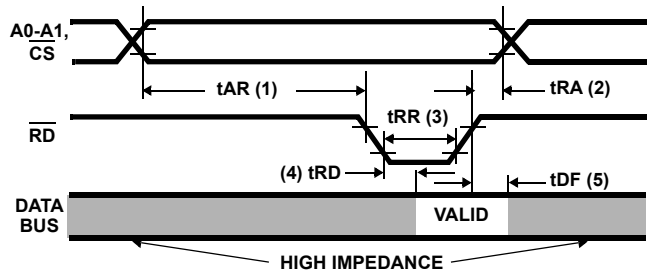 A0-A1,
CS
tAR (1)
tRA (2)
RD
tRR (3)
(4) tRD
tDF (5)
DATA
BUS
VALID
HIGH IMPEDANCE